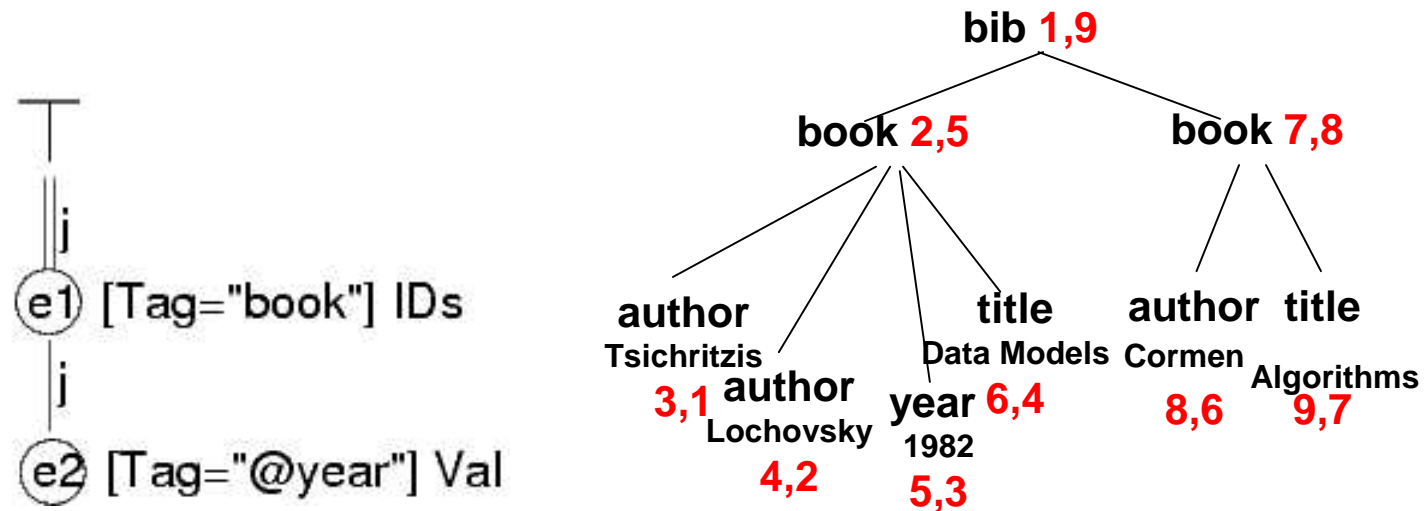 j
e1 [Tag="book"] IDs
j
e2 [Tag="@year"] Val
bib 1,9
book 2,5
book 7,8
author
Tsichritzis
3,1
author
Lochovsky
4,2
year
1982
5,3
title
Data Models
6,4
author
Cormen
8,6
title
Algorithms
9,7